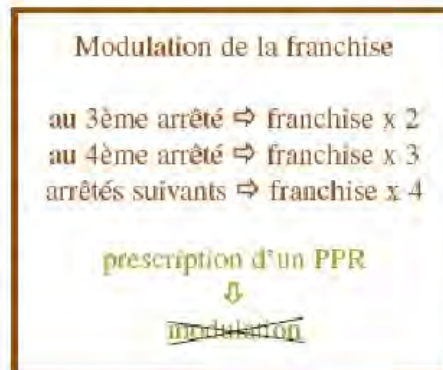 Modulation de la franchise
au 3ème arrêté ⇨ franchise x 2
au 4ème arrêté ⇨ franchise x 3
arrêtés suivants ⇨ franchise x 4
prescription d'un PPR
⇩
modulation